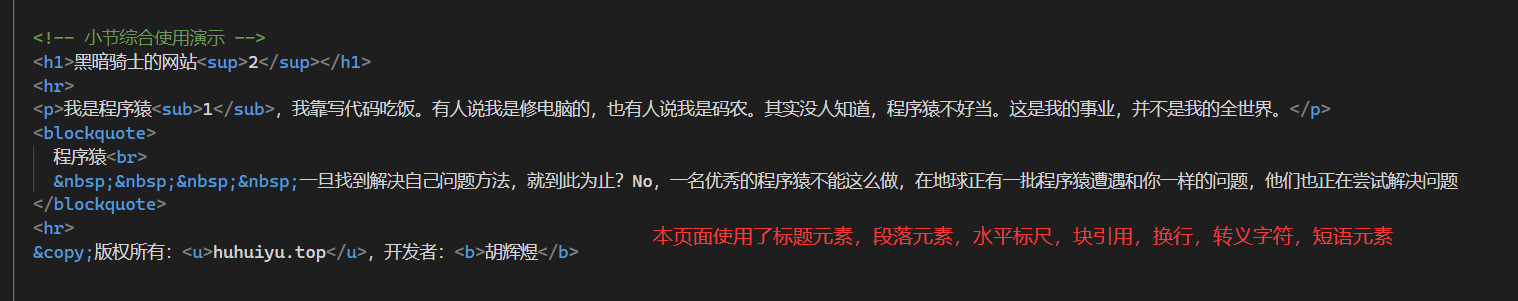 <!-- 小节综合使用演示 -->
<h1>黑暗骑士的网站<sup>2</sup></h1>
<hr>
<p>我是程序猿<sub>1</sub>，我靠写代码吃饭。有人说我是修电脑的，也有人说我是码农。其实没人知道，程序猿不好当。这是我的事业，并不是我的全世界。</p>
<blockquote>
程序猿<br>
&nbsp;&nbsp;&nbsp;&nbsp;一旦找到解决自己问题方法，就到此为止？No，一名优秀的程序猿不能这么做，在地球正有一批程序猿遭遇和你一样的问题，他们也正在尝试解决问题
</blockquote>
<hr>
本页面使用了标题元素，段落元素，水平标尺，块引用，换行，转义字符，短语元素
&copy;版权所有：<u>huhuiyu.top</u>，开发者：<b>胡辉煜</b>